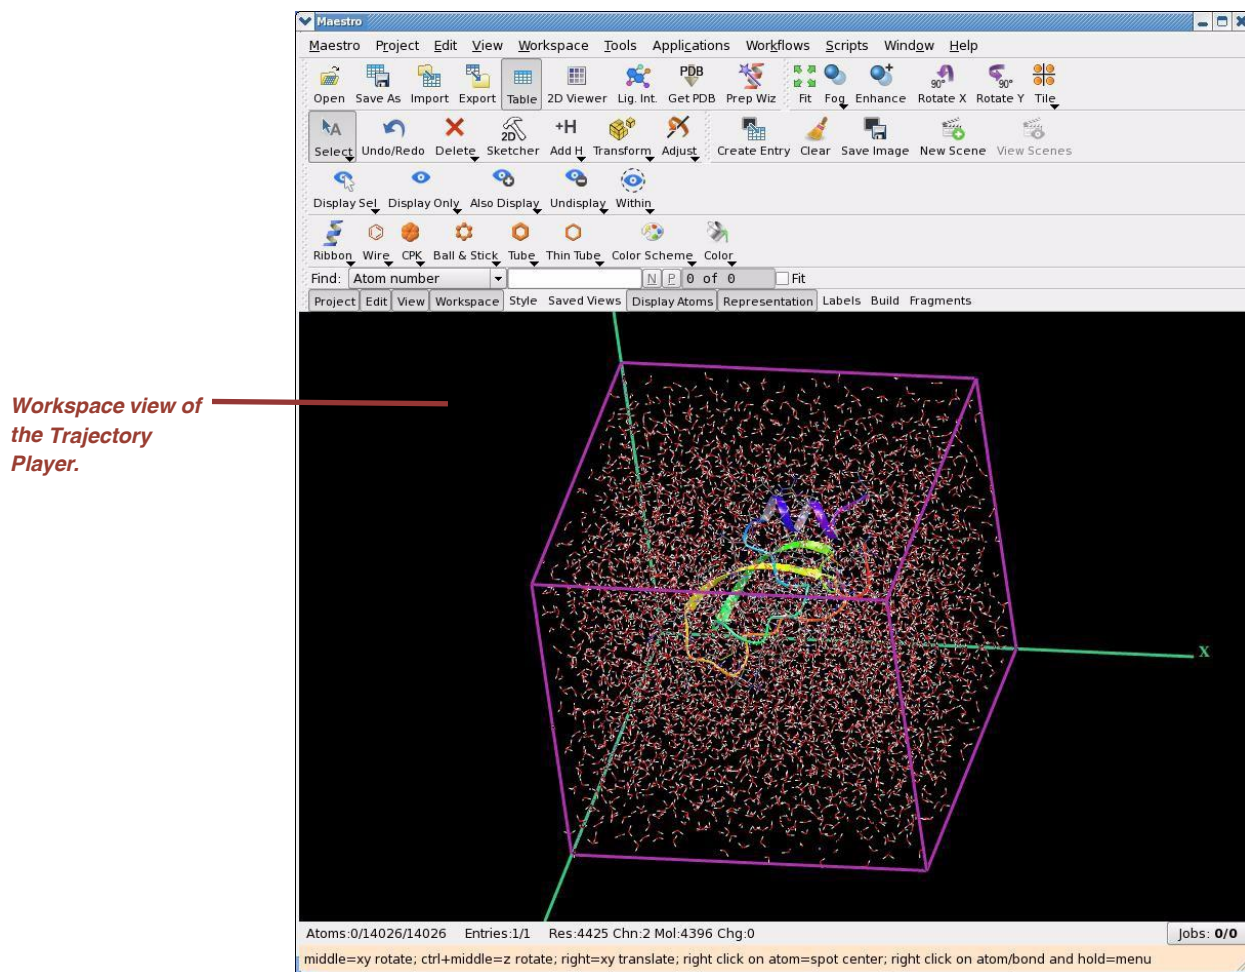 Maestro
Maestro Project Edit View Workspace Tools Applications Workflows Scripts Window Help
PDB 90° 90°
Open Save As Import Export Table 2D Viewer Lig. Int. Get PDB Prep Wiz Fit Fog Enhance Rotate X Rotate Y Tile
A 2D +H
Select Undo/Redo Delete Sketcher Add H Transform Adjust Create Entry Clear Save Image New Scene View Scenes
Display Sel Display Only Also Display Undisplay Within
Ribbon Wire CPK Ball & Stick Tube Thin Tube Color Scheme Color
Find: Atom number N P 0 of 0 Fit
Project Edit View Workspace Style Saved Views Display Atoms Representation Labels Build Fragments
Workspace view of
the Trajectory
Player.
X
Atoms:0/14026/14026 Entries:1/1 Res:4425 Chn:2 Mol:4396 Chg:0 Jobs: 0/0
middle=xy rotate; ctrl+middle=z rotate; right=xy translate; right click on atom=spot center; right click on atom/bond and hold=menu